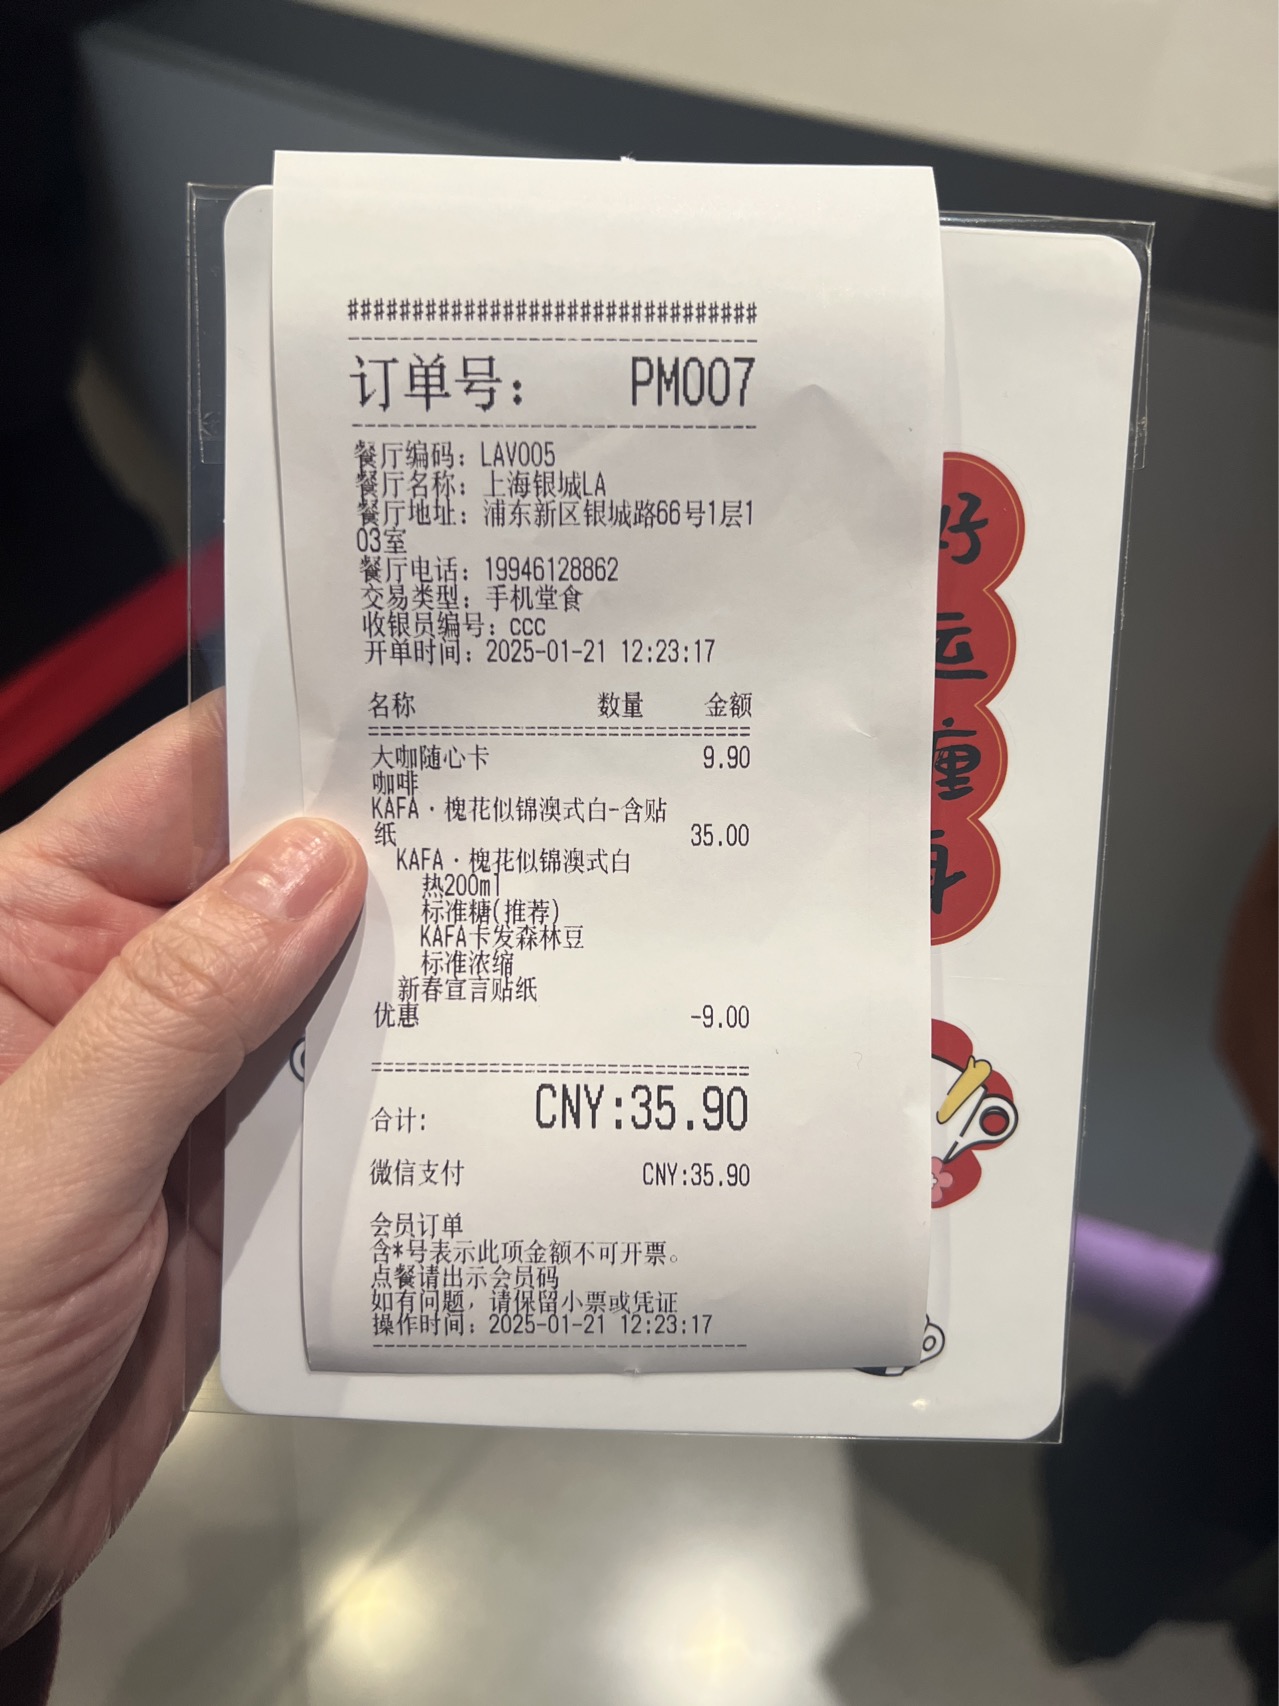 ################################
订单号： PM007
餐厅编码：LAV005
餐厅名称：上海银城LA
餐厅地址：浦东新区银城路66号1层1
03室
餐厅电话：19946128862
交易类型：手机堂食
收银员编号：ccc
开单时间：2025-01-21 12:23:17
名称 数量 金额
大咖随心卡 9.90
咖啡
KAFA·槐花似锦澳式白-含贴
纸 35.00
KAFA·槐花似锦澳式白
热200ml
标准糖(推荐)
KAFA卡发森林豆
标准浓缩
新春宣言贴纸
优惠 -9.00
合计: CNY:35.90
微信支付 CNY:35.90
会员订单
含*号表示此项金额不可开票。
点餐请出示会员码
如有问题，请保留小票或凭证
操作时间：2025-01-21 12:23:17
好
运